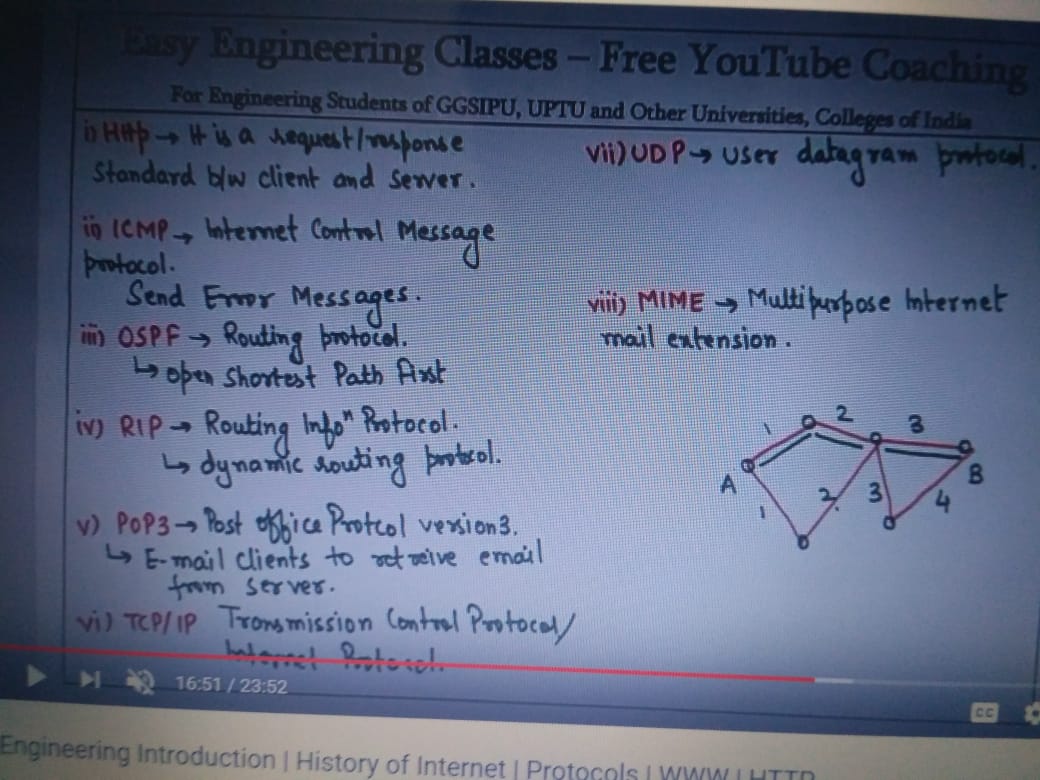 Easy Engineering Classes – Free YouTube Coaching
For Engineering Students of GGSIPU, UPTU and Other Universities, Colleges of India
i) Http → It is a request/response
Standard b/w client and Server.
ii) ICMP → Internet Control Message
protocol.
Send Error Messages.
iii) OSPF → Routing protocol.
↳ open Shortest Path First
iv) RIP → Routing Infoⁿ Protocol.
↳ dynamic routing protocol.
v) POP3 → Post office Protcol version3.
↳ E-mail clients to retreive email
from server.
vi) TCP/IP Transmission Control Protocol/
Internet Protocol.
vii) UDP → user datagram protocol.
viii) MIME → Multipurpose Internet
mail extension.
1 2 3
A B
1 2 3 4
16:51 / 23:52
CC
Engineering Introduction | History of Internet | Protocols | WWW | HTTP